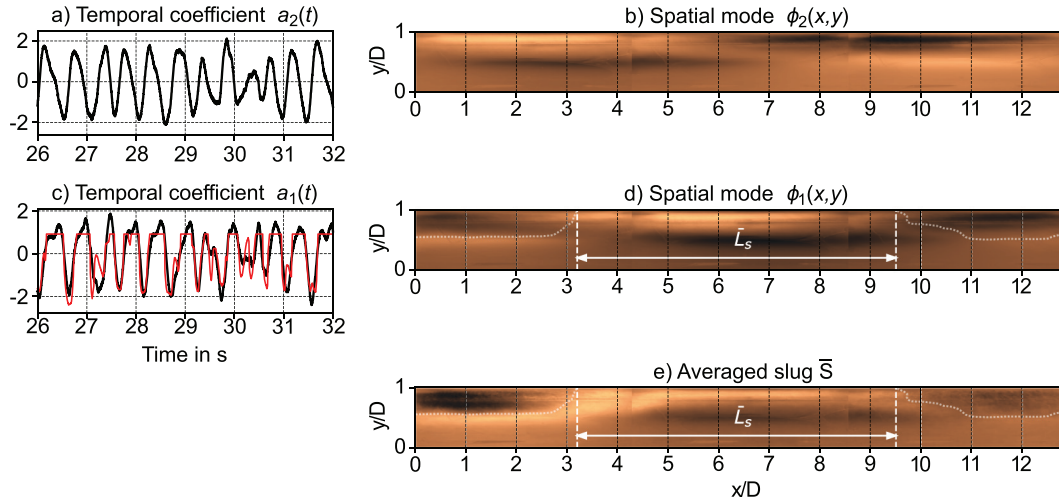 a) Temporal coefficient a₂(t)
2
0
-2
26 27 28 29 30 31 32
b) Spatial mode ϕ₂(x,y)
y/D
1
0
0 1 2 3 4 5 6 7 8 9 10 11 12
c) Temporal coefficient a₁(t)
2
0
-2
26 27 28 29 30 31 32
Time in s
d) Spatial mode ϕ₁(x,y)
y/D
1
0
L̄ₛ
0 1 2 3 4 5 6 7 8 9 10 11 12
e) Averaged slug S̅
y/D
1
0
L̄ₛ
0 1 2 3 4 5 6 7 8 9 10 11 12
x/D